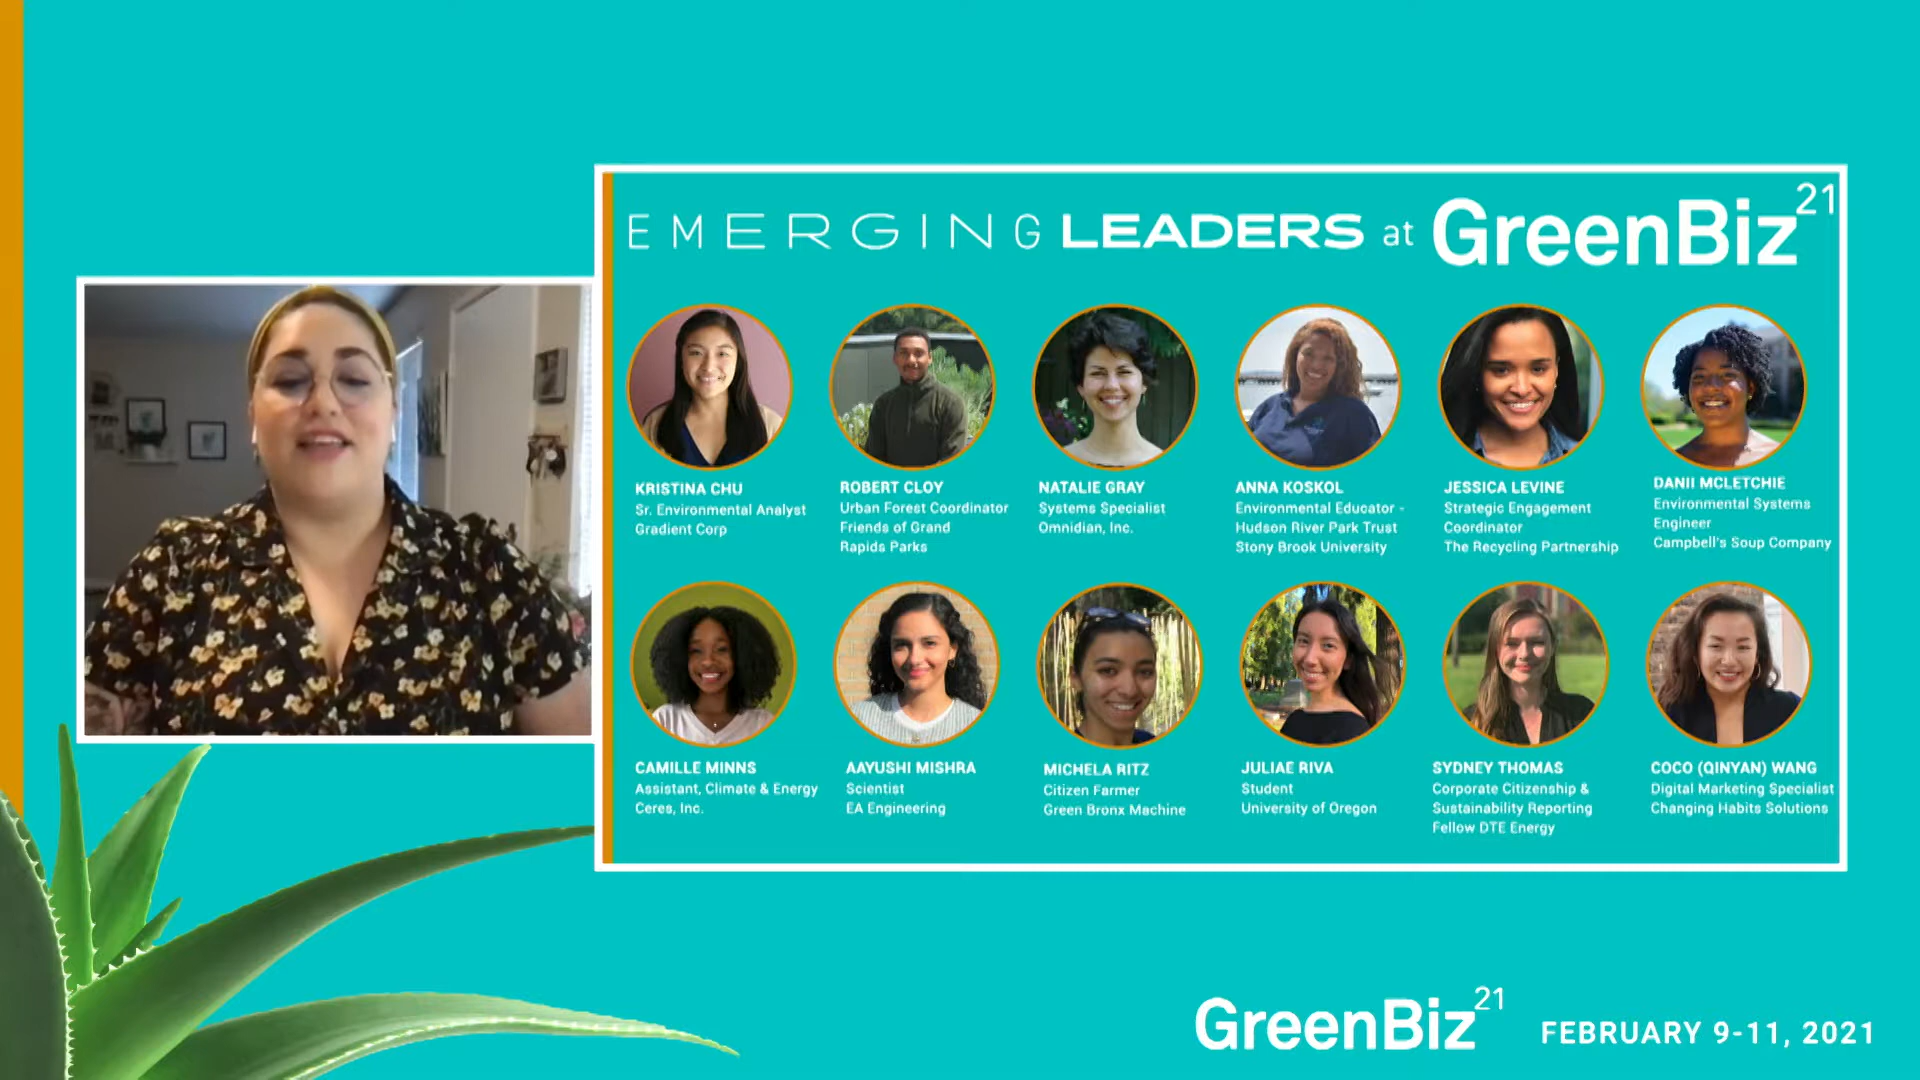 EMERGING LEADERS at GreenBiz 21
KRISTINA CHU
Sr. Environmental Analyst
Gradient Corp
ROBERT CLOY
Urban Forest Coordinator
Friends of Grand
Rapids Parks
NATALIE GRAY
Systems Specialist
Omnidian, Inc.
ANNA KOSKOL
Environmental Educator -
Hudson River Park Trust
Stony Brook University
JESSICA LEVINE
Strategic Engagement
Coordinator
The Recycling Partnership
DANII MCLETCHIE
Environmental Systems
Engineer
Campbell's Soup Company
CAMILLE MINNS
Assistant, Climate & Energy
Ceres, Inc.
AAYUSHI MISHRA
Scientist
EA Engineering
MICHELA RITZ
Citizen Farmer
Green Bronx Machine
JULIAE RIVA
Student
University of Oregon
SYDNEY THOMAS
Corporate Citizenship &
Sustainability Reporting
Fellow DTE Energy
COCO (QINYAN) WANG
Digital Marketing Specialist
Changing Habits Solutions
GreenBiz 21 FEBRUARY 9-11, 2021